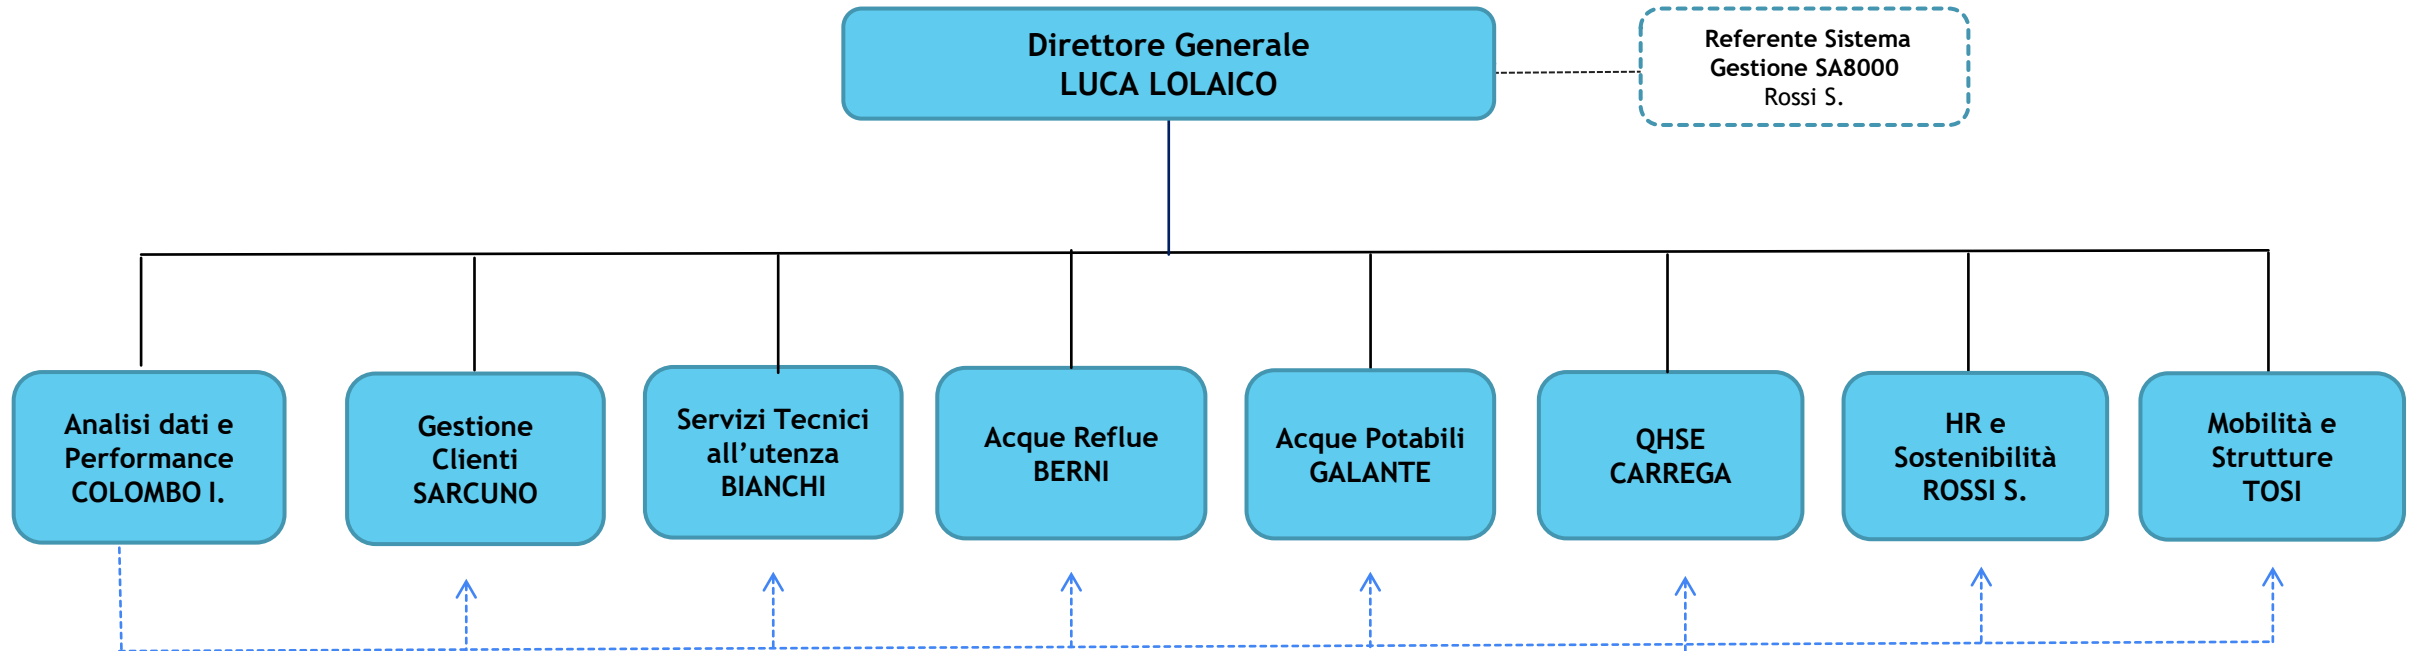 Direttore Generale
LUCA LOLAICO
Referente Sistema
Gestione SA8000
Rossi S.
Analisi dati e
Performance
COLOMBO I.
Gestione
Clienti
SARCUNO
Servizi Tecnici
all’utenza
BIANCHI
Acque Reflue
BERNI
Acque Potabili
GALANTE
QHSE
CARREGA
HR e
Sostenibilità
ROSSI S.
Mobilità e
Strutture
TOSI